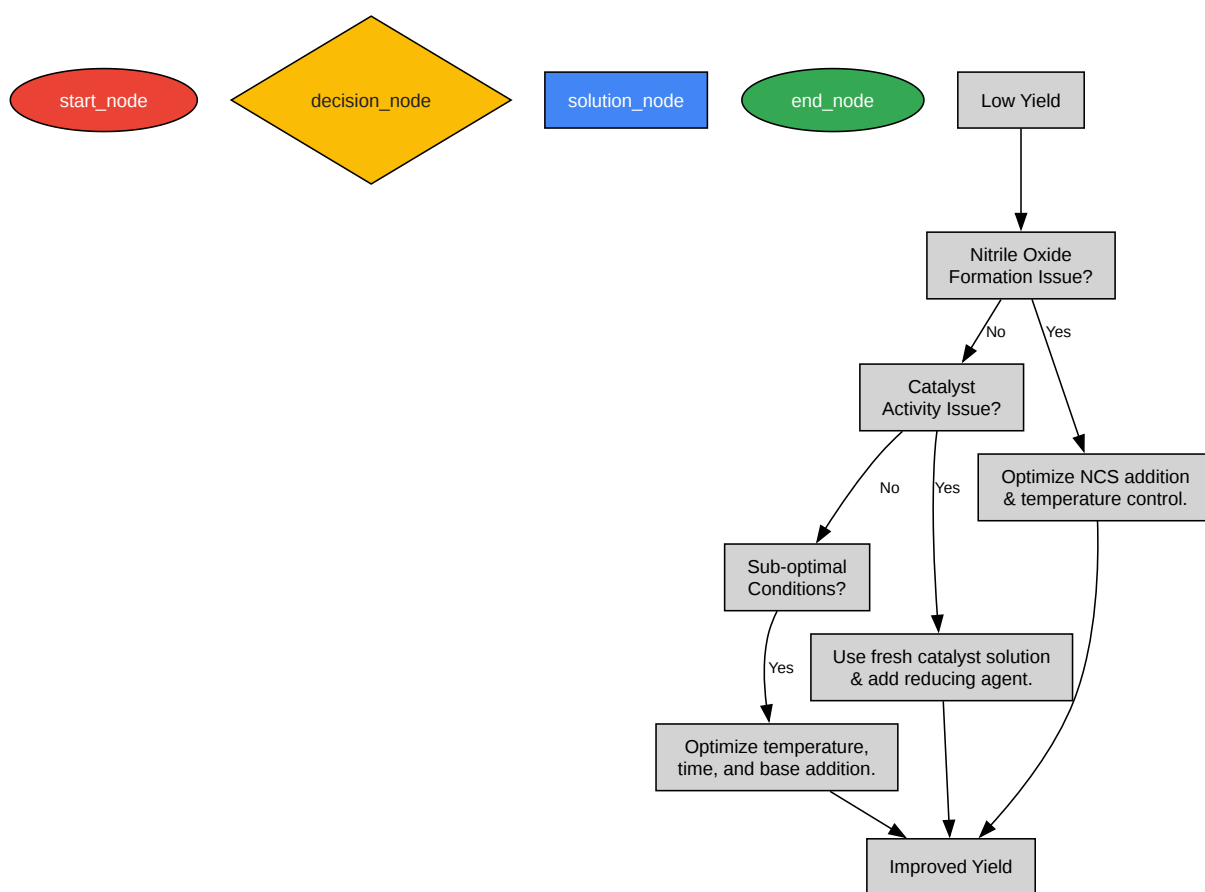 start_node
decision_node
solution_node
end_node
Low Yield
Nitrile Oxide
Formation Issue?
No
Yes
Catalyst
Activity Issue?
Optimize NCS addition
& temperature control.
No
Yes
Sub-optimal
Conditions?
Use fresh catalyst solution
& add reducing agent.
Yes
Optimize temperature,
time, and base addition.
Improved Yield